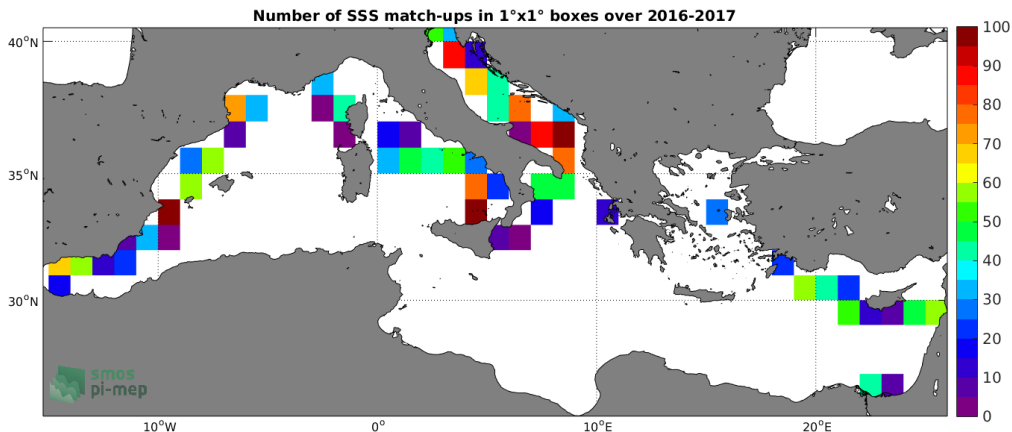 Number of SSS match-ups in 1°x1° boxes over 2016-2017
40°N
35°N
30°N
10°W
0°
10°E
20°E
100
90
80
70
60
50
40
30
20
10
0
smos
pi-mep